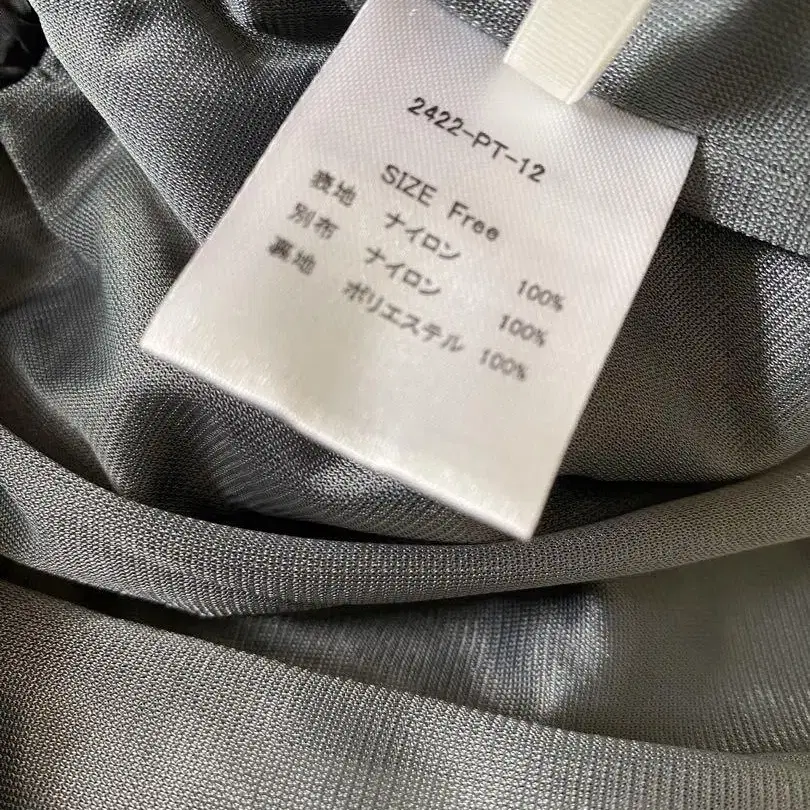 2422-PT-12
SIZE Free
表地 ナイロン 100%
別布 ナイロン 100%
裏地 ポリエステル 100%